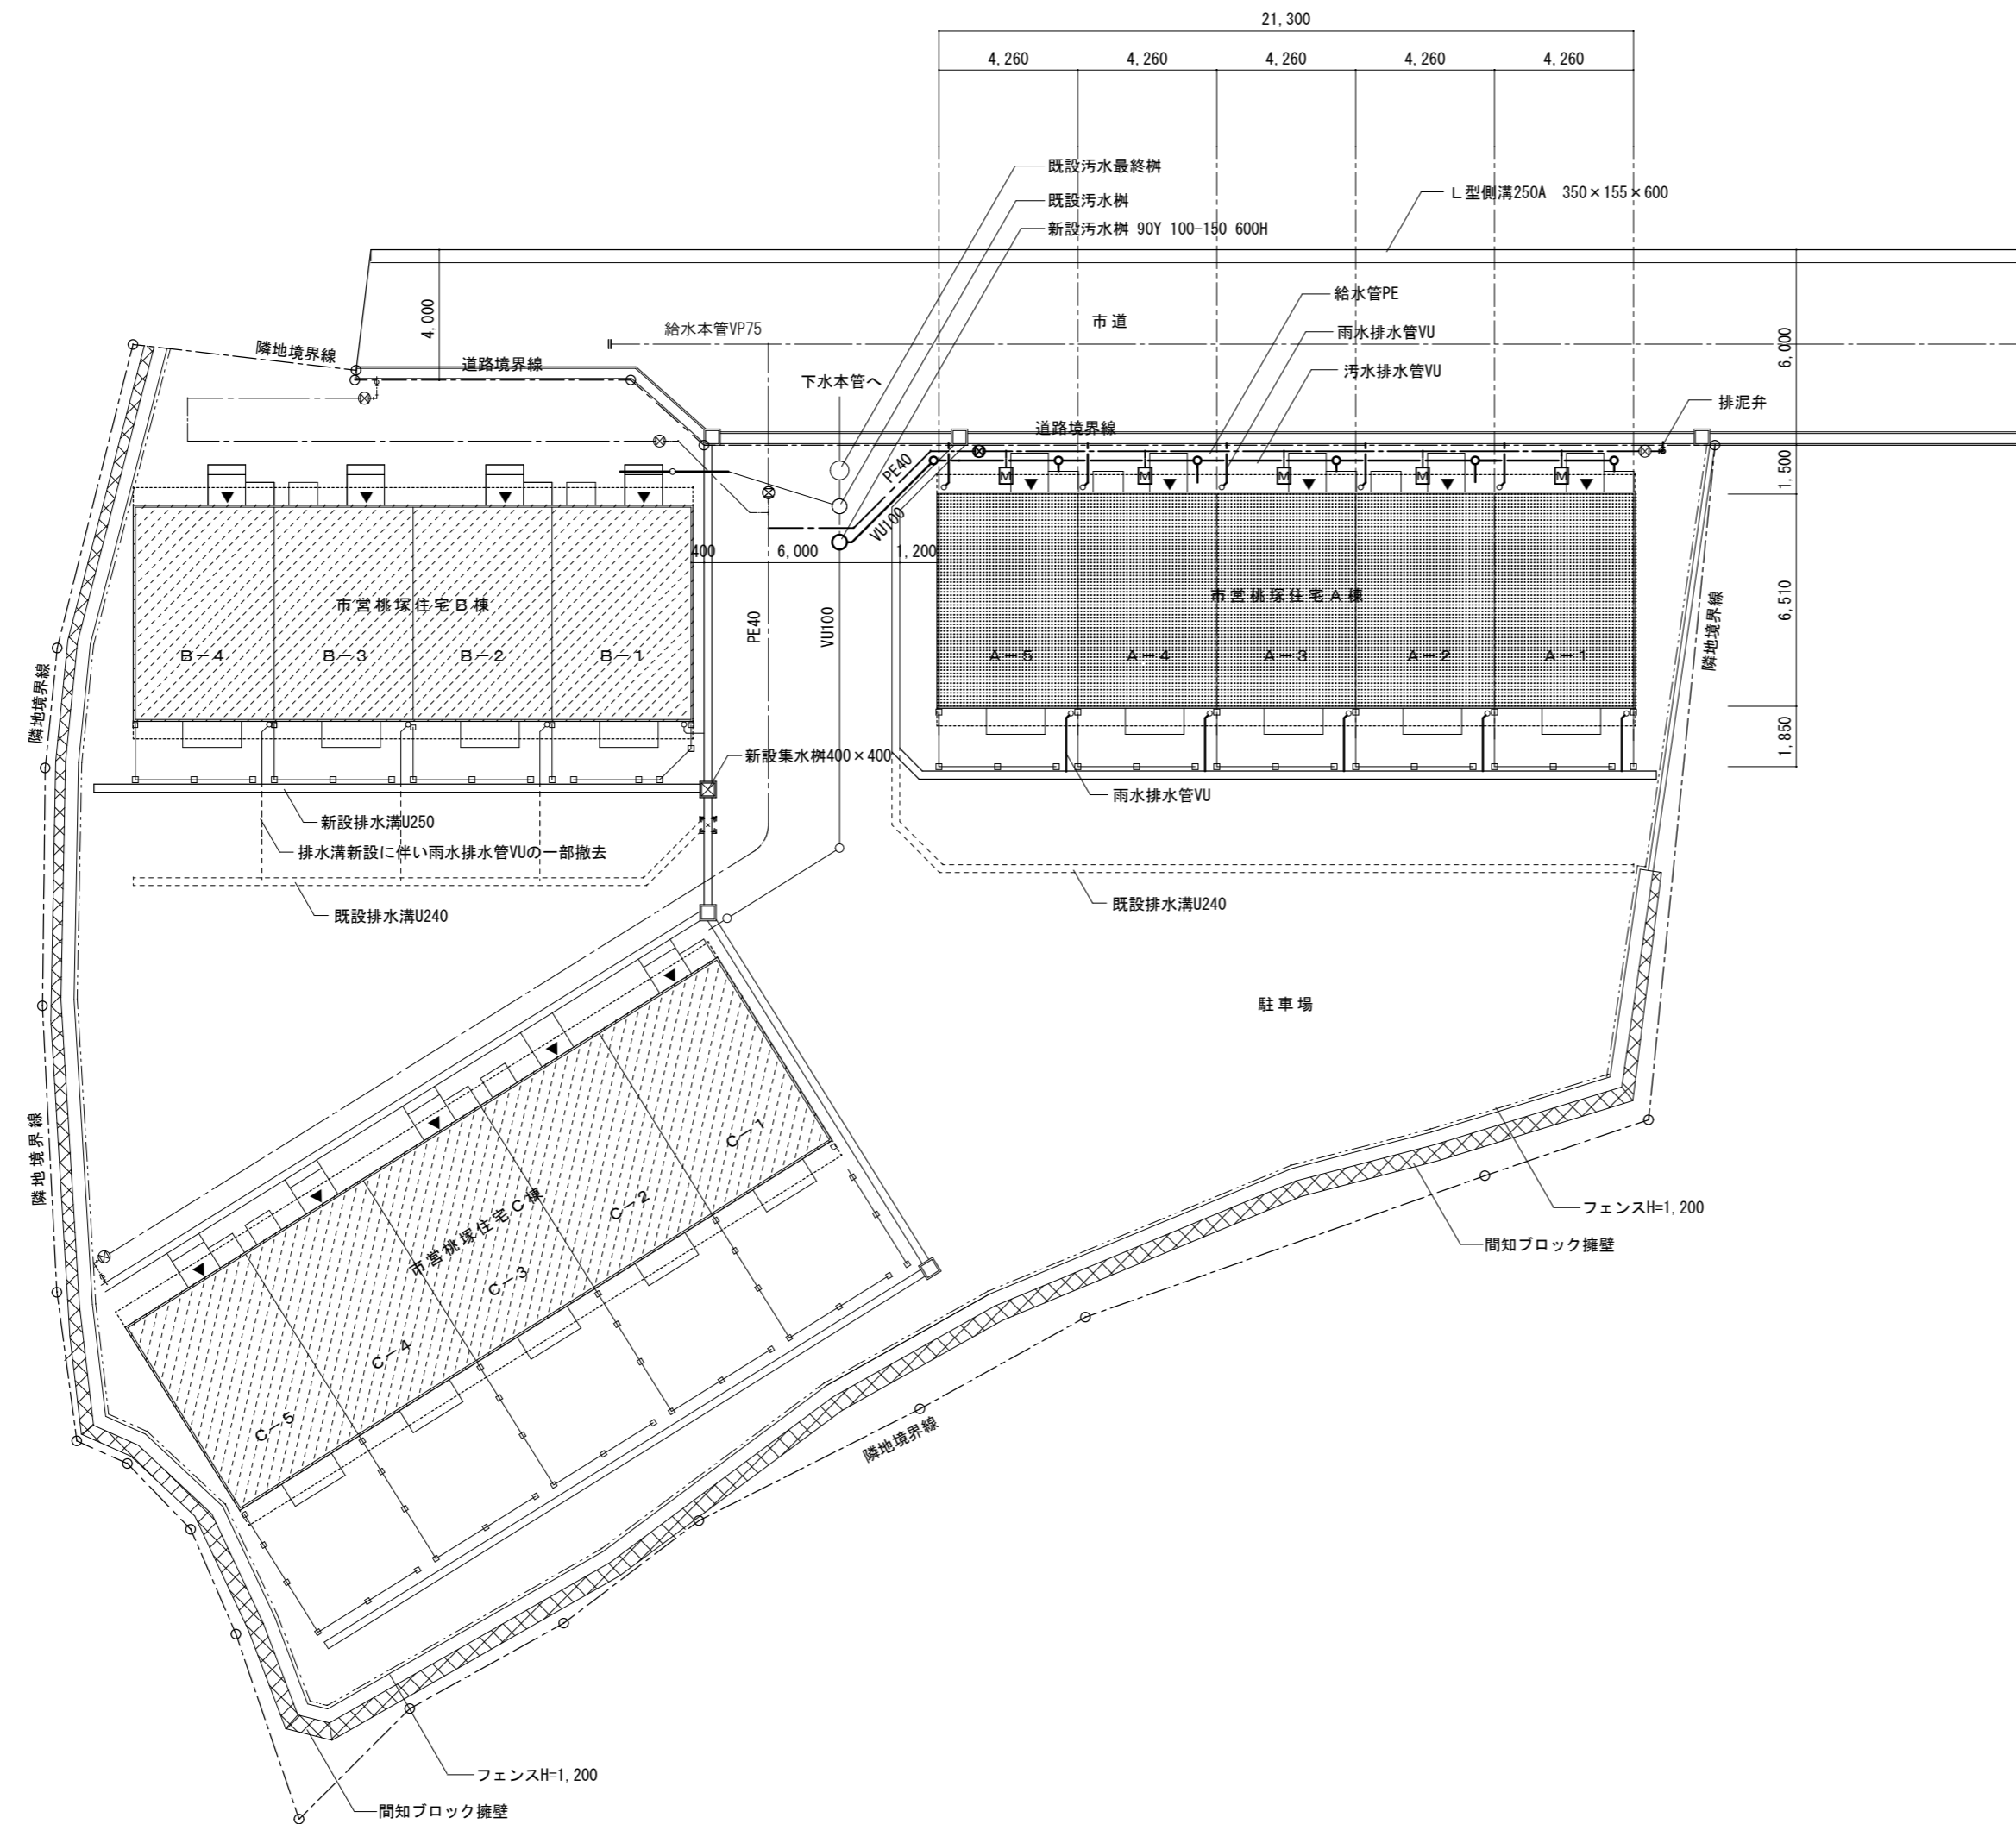 21,300
4,260
4,260
4,260
4,260
4,260
既設汚水最終桝
既設汚水桝
新設汚水桝 90Y 100-150 600H
L型側溝250A 350×155×600
給水管PE
雨水排水管VU
汚水排水管VU
市道
給水本管VP75
4,000
6,000
隣地境界線
道路境界線
下水本管へ
道路境界線
排泥弁
PE40
VU100
M
M
M
M
M
1,500
400
6,000
1,200
市営桃塚住宅B棟
市営桃塚住宅A棟
6,510
PE40
VU100
B-4
B-3
B-2
B-1
A-5
A-4
A-3
A-2
A-1
隣地境界線
隣地境界線
1,850
新設集水桝400×400
雨水排水管VU
新設排水溝U250
排水溝新設に伴い雨水排水管VUの一部撤去
既設排水溝U240
既設排水溝U240
駐車場
隣地境界線
C-1
C-2
市営桃塚住宅C棟
C-3
C-4
C-5
フェンスH=1,200
間知ブロック擁壁
隣地境界線
フェンスH=1,200
間知ブロック擁壁